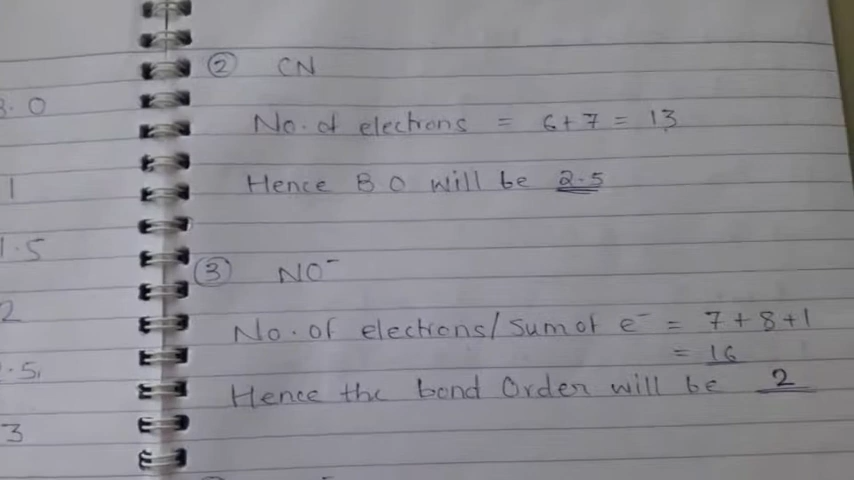 3.0
1
1.5
2
2.5
3
② CN
No. of electrons = 6+7 = 13
Hence B O will be 2.5
③ NO⁻
No. of electrons/Sum of e⁻ = 7+8+1
= 16
Hence the bond Order will be 2